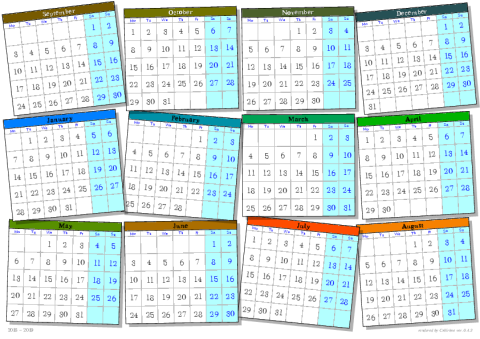 September
Mo Tu We Th Fr Sa Su
1 2
3 4 5 6 7 8 9
10 11 12 13 14 15 16
17 18 19 20 21 22 23
24 25 26 27 28 29 30
October
Mo Tu We Th Fr Sa Su
1 2 3 4 5 6 7
8 9 10 11 12 13 14
15 16 17 18 19 20 21
22 23 24 25 26 27 28
29 30 31
November
Mo Tu We Th Fr Sa Su
1 2 3 4
5 6 7 8 9 10 11
12 13 14 15 16 17 18
19 20 21 22 23 24 25
26 27 28 29 30
December
Mo Tu We Th Fr Sa Su
1 2
3 4 5 6 7 8 9
10 11 12 13 14 15 16
17 18 19 20 21 22 23
24 25 26 27 28 29 30
31
January
Mo Tu We Th Fr Sa Su
1 2 3 4 5 6
7 8 9 10 11 12 13
14 15 16 17 18 19 20
21 22 23 24 25 26 27
28 29 30 31
February
Mo Tu We Th Fr Sa Su
1 2 3
4 5 6 7 8 9 10
11 12 13 14 15 16 17
18 19 20 21 22 23 24
25 26 27 28
March
Mo Tu We Th Fr Sa Su
1 2 3
4 5 6 7 8 9 10
11 12 13 14 15 16 17
18 19 20 21 22 23 24
25 26 27 28 29 30 31
April
Mo Tu We Th Fr Sa Su
1 2 3 4 5 6 7
8 9 10 11 12 13 14
15 16 17 18 19 20 21
22 23 24 25 26 27 28
29 30
May
Mo Tu We Th Fr Sa Su
1 2 3 4 5
6 7 8 9 10 11 12
13 14 15 16 17 18 19
20 21 22 23 24 25 26
27 28 29 30 31
June
Mo Tu We Th Fr Sa Su
1 2
3 4 5 6 7 8 9
10 11 12 13 14 15 16
17 18 19 20 21 22 23
24 25 26 27 28 29 30
July
Mo Tu We Th Fr Sa Su
1 2 3 4 5 6 7
8 9 10 11 12 13 14
15 16 17 18 19 20 21
22 23 24 25 26 27 28
29 30 31
August
Mo Tu We Th Fr Sa Su
1 2 3 4
5 6 7 8 9 10 11
12 13 14 15 16 17 18
19 20 21 22 23 24 25
26 27 28 29 30 31
2018 - 2019